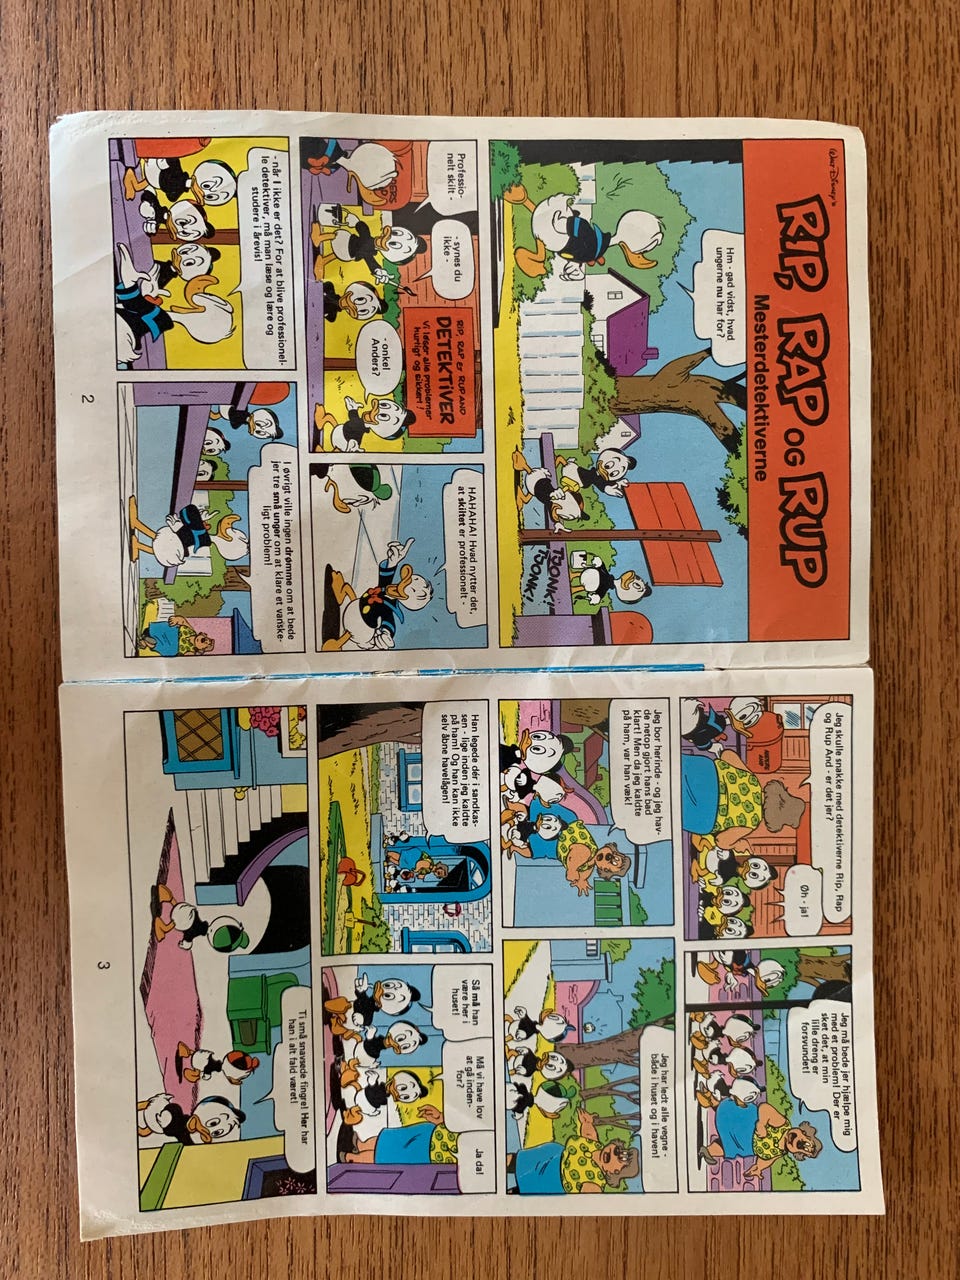 Walt Disney's
RIP, RAP OG RUP
Mesterdetektiverne
Hm - gad vidst, hvad
ungerne nu har for?
BONK!
BONK!
Professio-
nelt skilt -
- synes du
ikke -
RIP, RAP ER RUP AND
DETEKTIVER
Vi løser alle problemer
hurtigt og sikkert!
- onkel
Anders?
HAHAHA! Hvad nytter det,
at skiltet er professionelt -
- når I ikke er det? For at blive professionel-
le detektiver, må man læse og lære og
studere i årevis!
I øvrigt ville ingen drømme om at bede
jer tre små unger om at klare et vanske-
ligt problem!
2
Jeg skulle snakke med detektiverne Rip, Rap
og Rup And - er det jer?
Øh - ja!
ANDERS
AND
Jeg må bede jer hjælpe mig
med et problem! Der er
sket det, at min
lille dreng er
forsvundet!
Jeg bor herinde - og jeg hav-
de netop gjort hans bad
klart! Men da jeg kaldte
på ham, var han væk!
Jeg har ledt alle vegne -
både i huset og i haven!
Han legede dér i sandkas-
sen - lige inden jeg kaldte
på ham! Og han kan ikke
selv åbne havelågen!
Så må han
være her i
huset!
Må vi have lov
at gå inden-
for?
Ja da!
Ti små snavsede fingre! Her har
han i alt fald været!
3